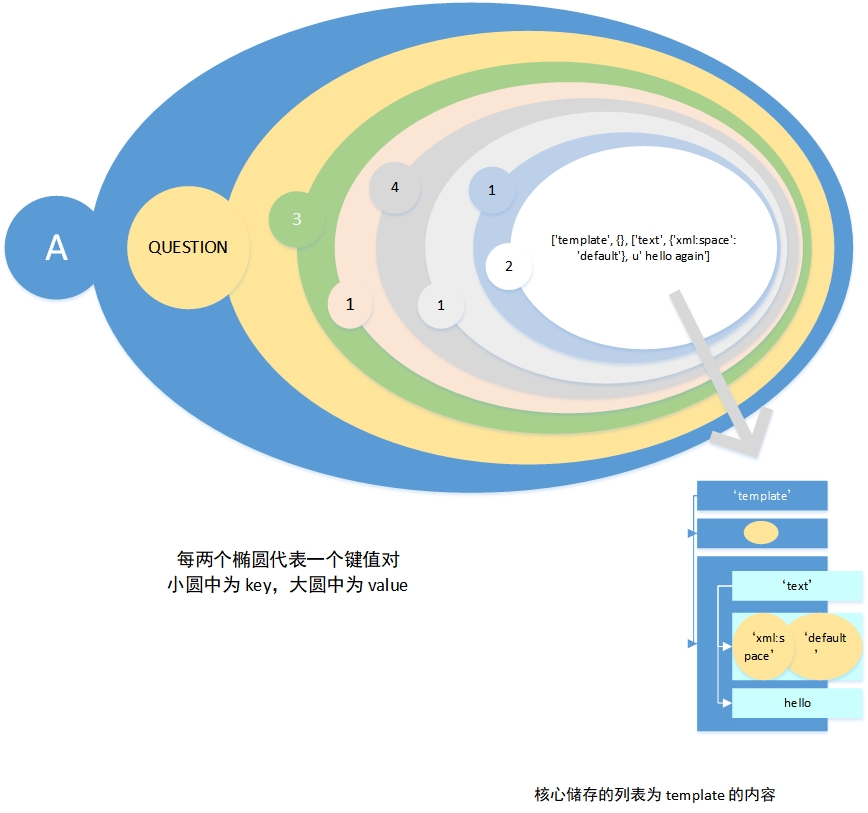 A
QUESTION
3
1
4
1
1
2
['template', {}, ['text', {'xml:space':
'default'}, u' hello again']
‘template’
‘text’
‘xml:s
pace’
‘default
’
hello
每两个椭圆代表一个键值对
小圆中为 key，大圆中为 value
核心储存的列表为 template 的内容